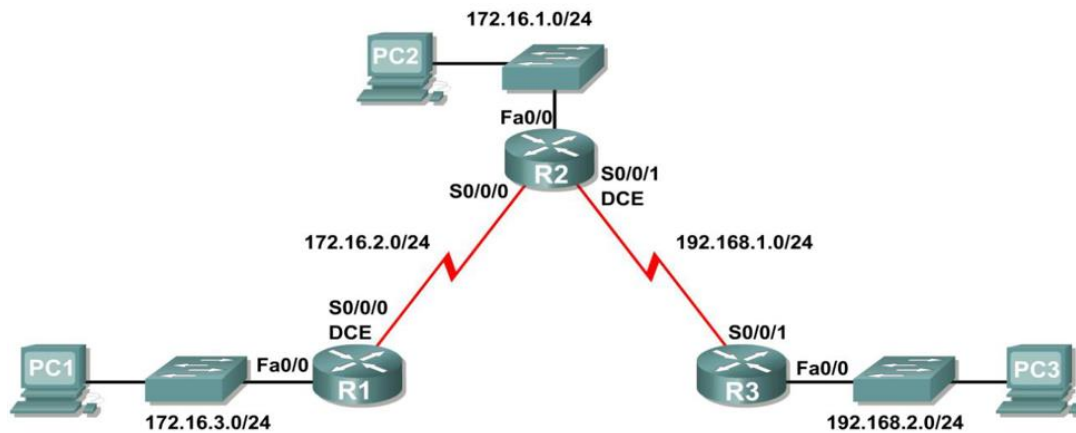 172.16.1.0/24
PC2
Fa0/0
R2
S0/0/0
S0/0/1
DCE
172.16.2.0/24
192.168.1.0/24
S0/0/0
DCE
S0/0/1
PC1
Fa0/0
R1
R3
Fa0/0
PC3
172.16.3.0/24
192.168.2.0/24